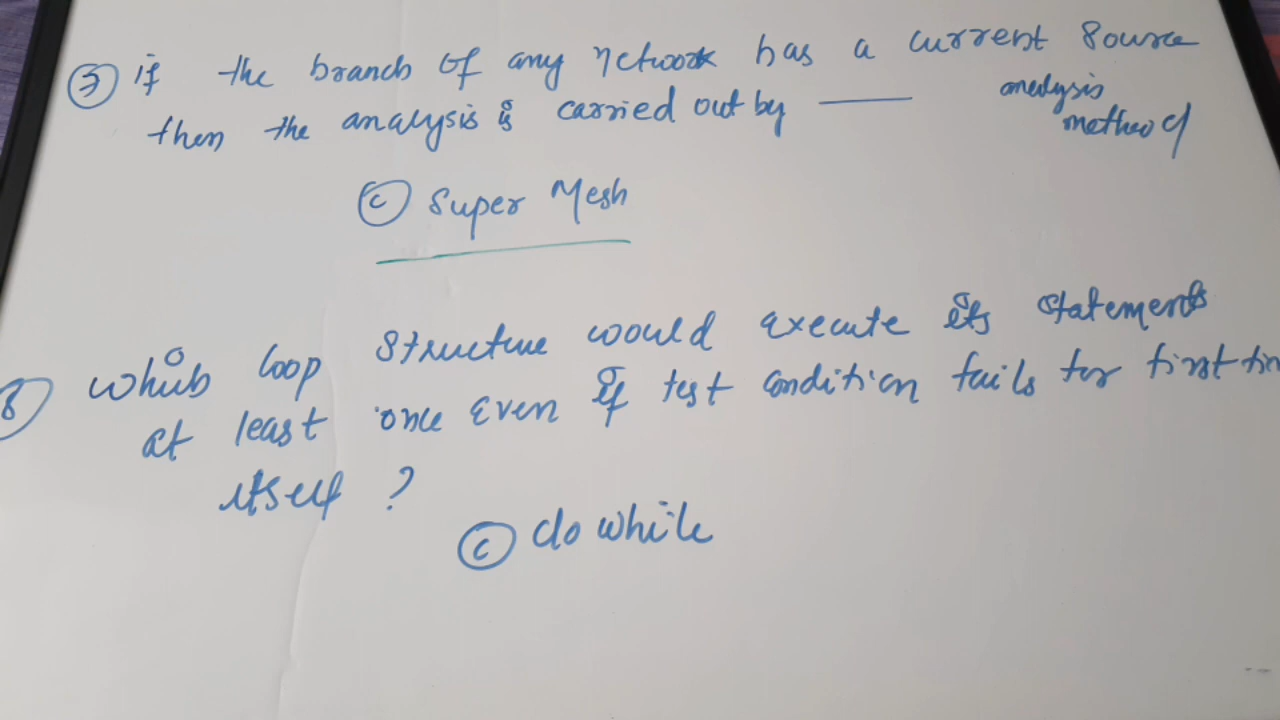 7 if the branch of any network has a current source
then the analysis is carried out by ____ analysis method
c Super Mesh
8 which loop structure would execute its statements
at least once even if test condition fails for first tim
itself ?
c do while